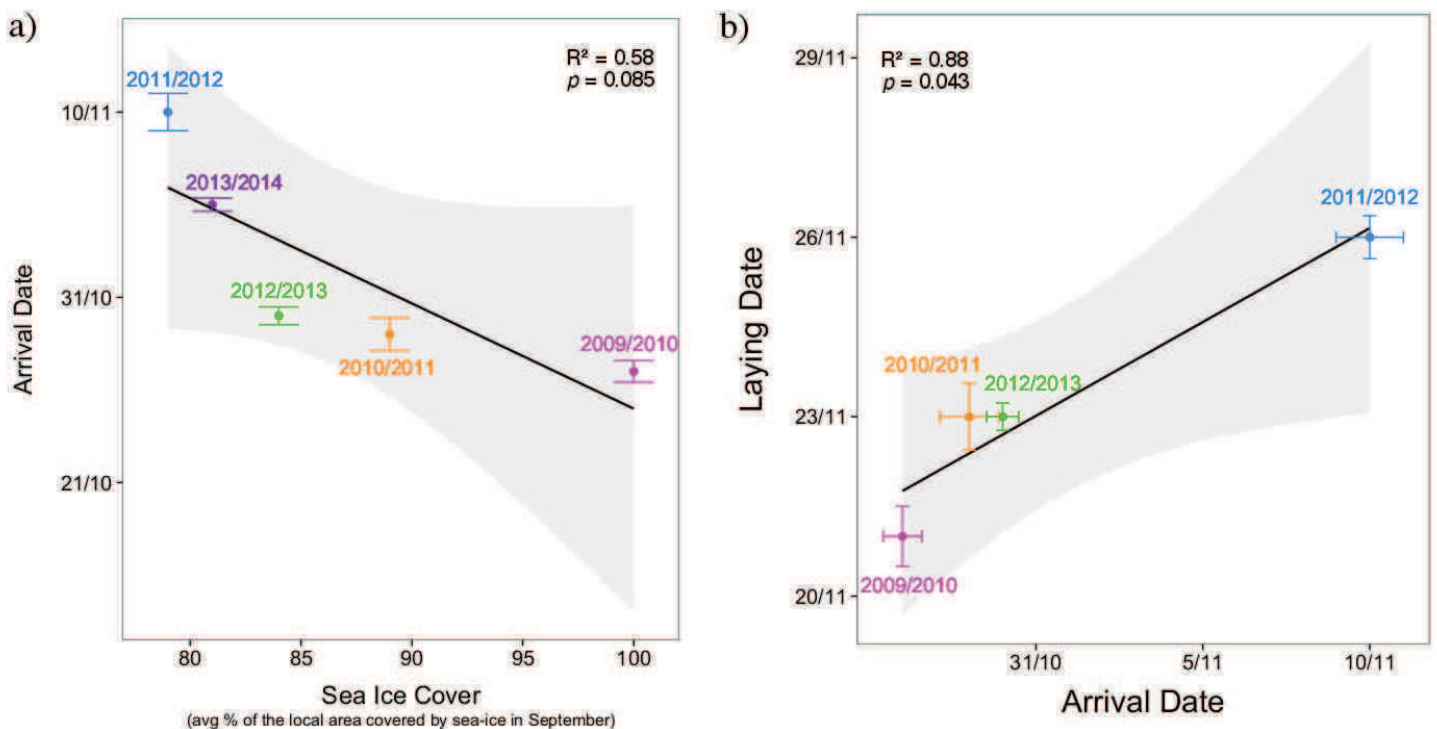 a)
R² = 0.58
p = 0.085
2011/2012
2013/2014
2012/2013
2010/2011
2009/2010
10/11
31/10
21/10
Arrival Date
80 85 90 95 100
Sea Ice Cover
(avg % of the local area covered by sea-ice in September)
b)
R² = 0.88
p = 0.043
2011/2012
2010/2011
2012/2013
2009/2010
29/11
26/11
23/11
20/11
Laying Date
31/10 5/11 10/11
Arrival Date